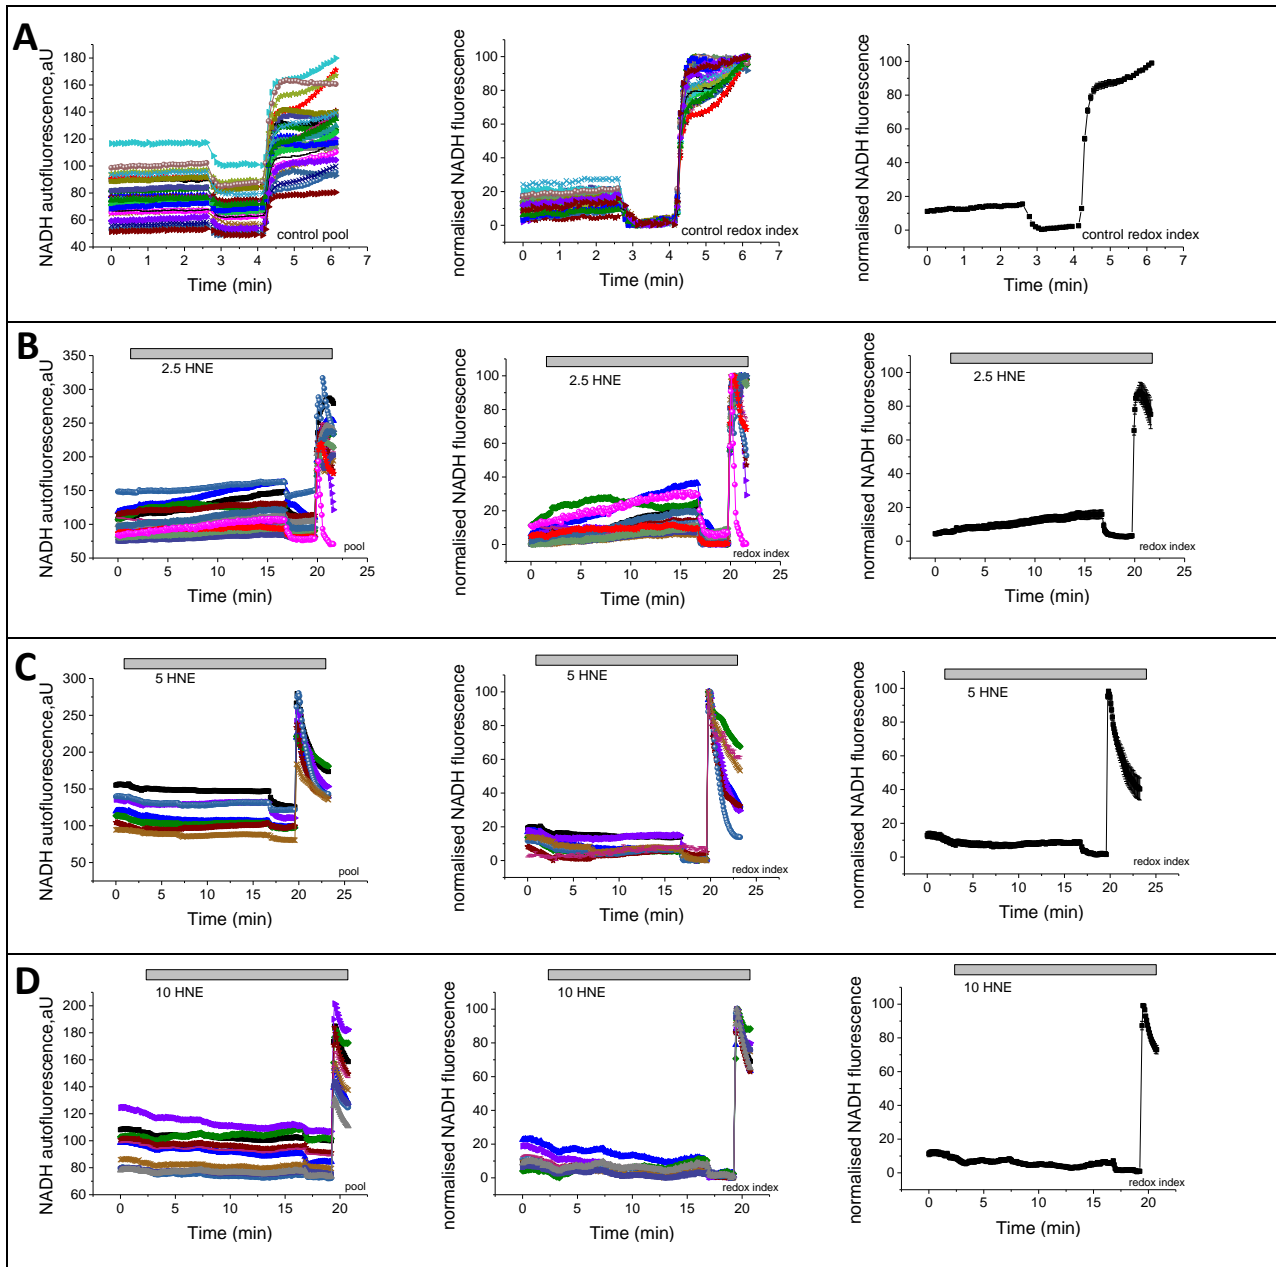 A
NADH autofluorescence,aU
180
160
140
120
100
80
60
40
0 1 2 3 4 5 6 7
control pool
Time (min)
normalised NADH fluorescence
100
80
60
40
20
0
0 1 2 3 4 5 6 7
control redox index
Time (min)
normalised NADH fluorescence
100
80
60
40
20
0
0 1 2 3 4 5 6 7
control redox index
Time (min)
B
NADH autofluorescence,aU
350
300
250
200
150
100
50
2.5 HNE
pool
0 5 10 15 20 25
Time (min)
normalised NADH fluorescence
100
80
60
40
20
0
2.5 HNE
redox index
0 5 10 15 20 25
Time (min)
normalised NADH fluorescence
100
80
60
40
20
0
2.5 HNE
redox index
0 5 10 15 20 25
Time (min)
C
NADH autofluorescence,aU
300
250
200
150
100
50
5 HNE
pool
0 5 10 15 20 25
Time (min)
normalised NADH fluorescence
100
80
60
40
20
0
5 HNE
redox index
0 5 10 15 20 25
Time (min)
normalised NADH fluorescence
100
80
60
40
20
0
5 HNE
redox index
0 5 10 15 20 25
Time (min)
D
NADH autofluorescence,aU
200
180
160
140
120
100
80
60
10 HNE
pool
0 5 10 15 20
Time (min)
normalised NADH fluorescence
100
80
60
40
20
0
10 HNE
redox index
0 5 10 15 20
Time (min)
normalised NADH fluorescence
100
80
60
40
20
0
10 HNE
redox index
0 5 10 15 20
Time (min)